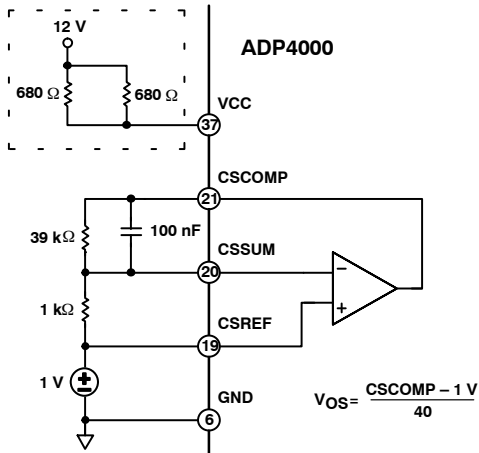 12 V
ADP4000
680 Ω
680 Ω
VCC
37
CSCOMP
21
39 kΩ
100 nF
CSSUM
20
−
1 kΩ
+
CSREF
19
1 V
GND
6
VOS = CSCOMP – 1 V
40